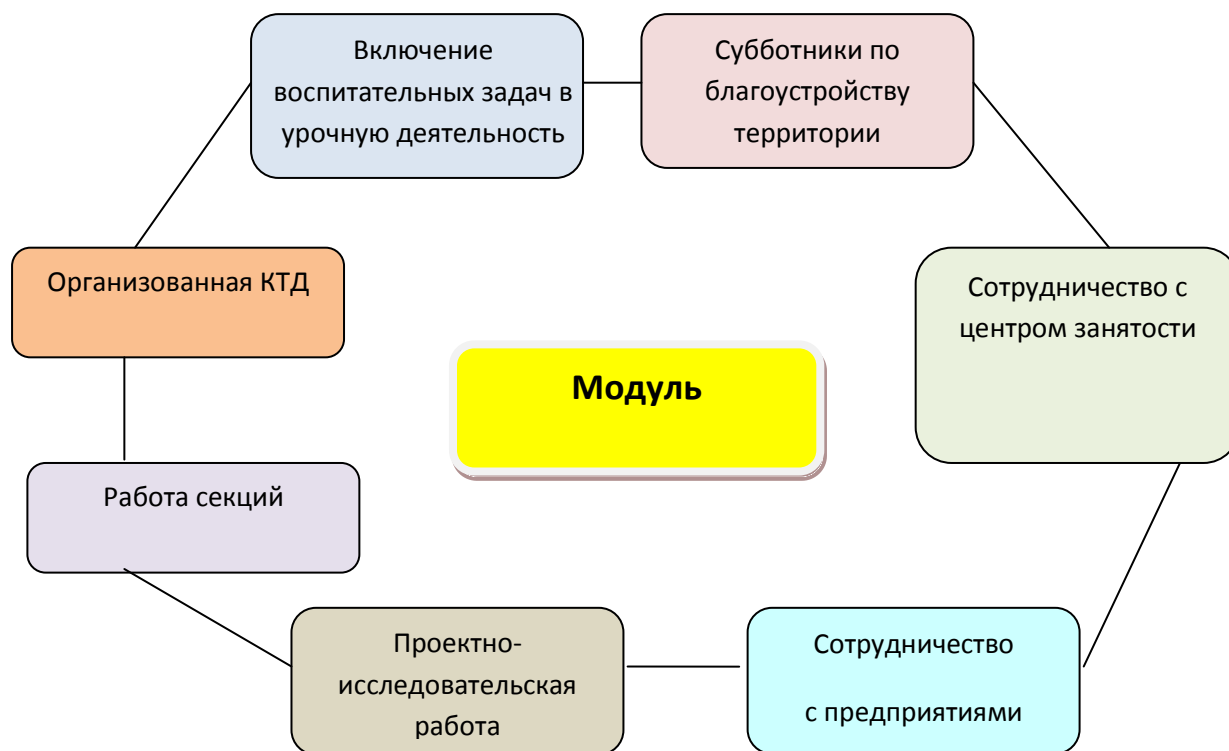 Включение
воспитательных задач в
урочную деятельность
Субботники по
благоустройству
территории
Организованная КТД
Сотрудничество с
центром занятости
Модуль
Работа секций
Проектно-
исследовательская
работа
Сотрудничество
с предприятиями